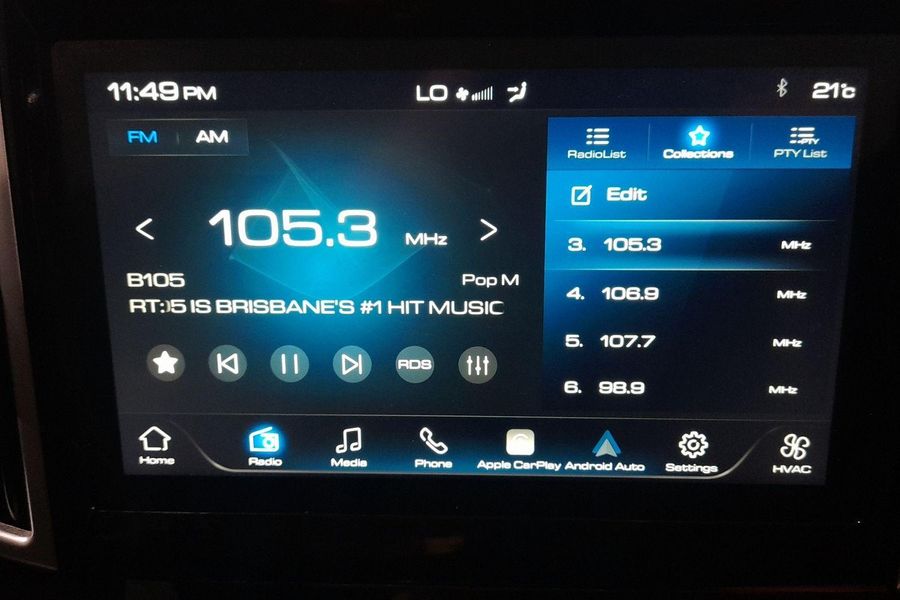 11:49 PM LO 21°c
FM AM
105.3 MHz
B105 Pop M
RT:05 IS BRISBANE'S #1 HIT MUSIC
RDS
RadioList Collections PTY List
Edit
3. 105.3 MHz
4. 106.9 MHz
5. 107.7 MHz
6. 98.9 MHz
Home Radio Media Phone Apple CarPlay Android Auto Settings HVAC